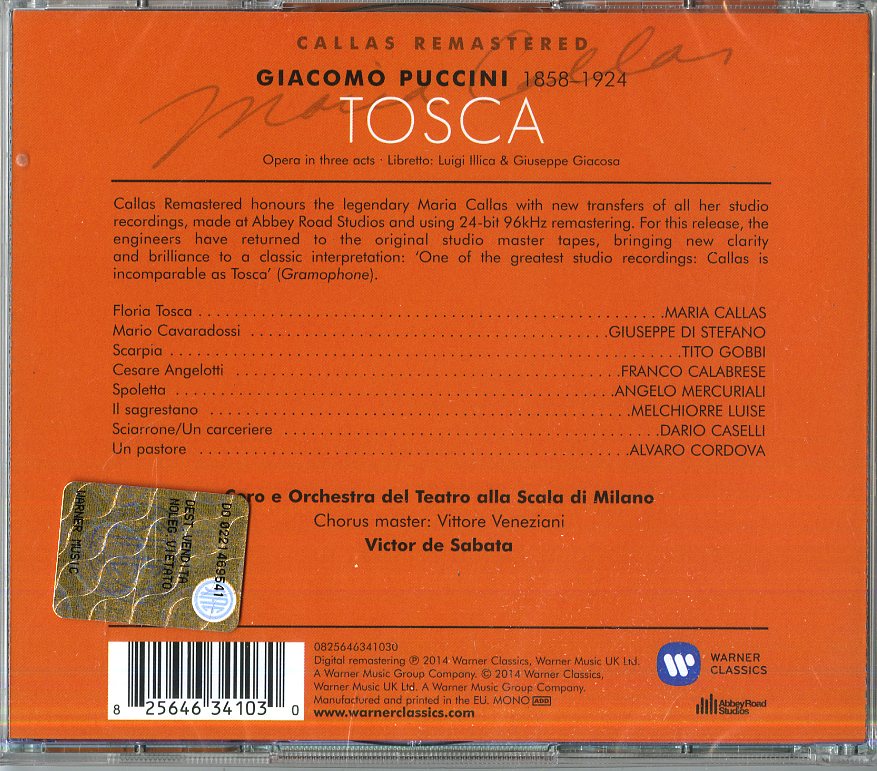 CALLAS REMASTERED
Maria Callas
GIACOMO PUCCINI 1858–1924
TOSCA
Opera in three acts · Libretto: Luigi Illica & Giuseppe Giacosa
Callas Remastered honours the legendary Maria Callas with new transfers of all her studio
recordings, made at Abbey Road Studios and using 24-bit 96kHz remastering. For this release, the
engineers have returned to the original studio master tapes, bringing new clarity
and brilliance to a classic interpretation: ‘One of the greatest studio recordings: Callas is
incomparable as Tosca’ (Gramophone).
Floria Tosca . . . . . . . . . . MARIA CALLAS
Mario Cavaradossi . . . . . . . . . . GIUSEPPE DI STEFANO
Scarpia . . . . . . . . . . TITO GOBBI
Cesare Angelotti . . . . . . . . . . FRANCO CALABRESE
Spoletta . . . . . . . . . . ANGELO MERCURIALI
Il sagrestano . . . . . . . . . . MELCHIORRE LUISE
Sciarrone/Un carceriere . . . . . . . . . . DARIO CASELLI
Un pastore . . . . . . . . . . ALVARO CORDOVA
e Orchestra del Teatro alla Scala di Milano
Chorus master: Vittore Veneziani
Victor de Sabata
DEST. VENDITA
NOLEG. VIETATO
WARNER MUSIC
0825646341030
Digital remastering ℗ 2014 Warner Classics, Warner Music UK Ltd.
A Warner Music Group Company. © 2014 Warner Classics,
Warner Music UK Ltd. A Warner Music Group Company.
Manufactured and printed in the EU. MONO ADD
www.warnerclassics.com
8 25646 34103 0
WARNER
CLASSICS
AbbeyRoad
Studios